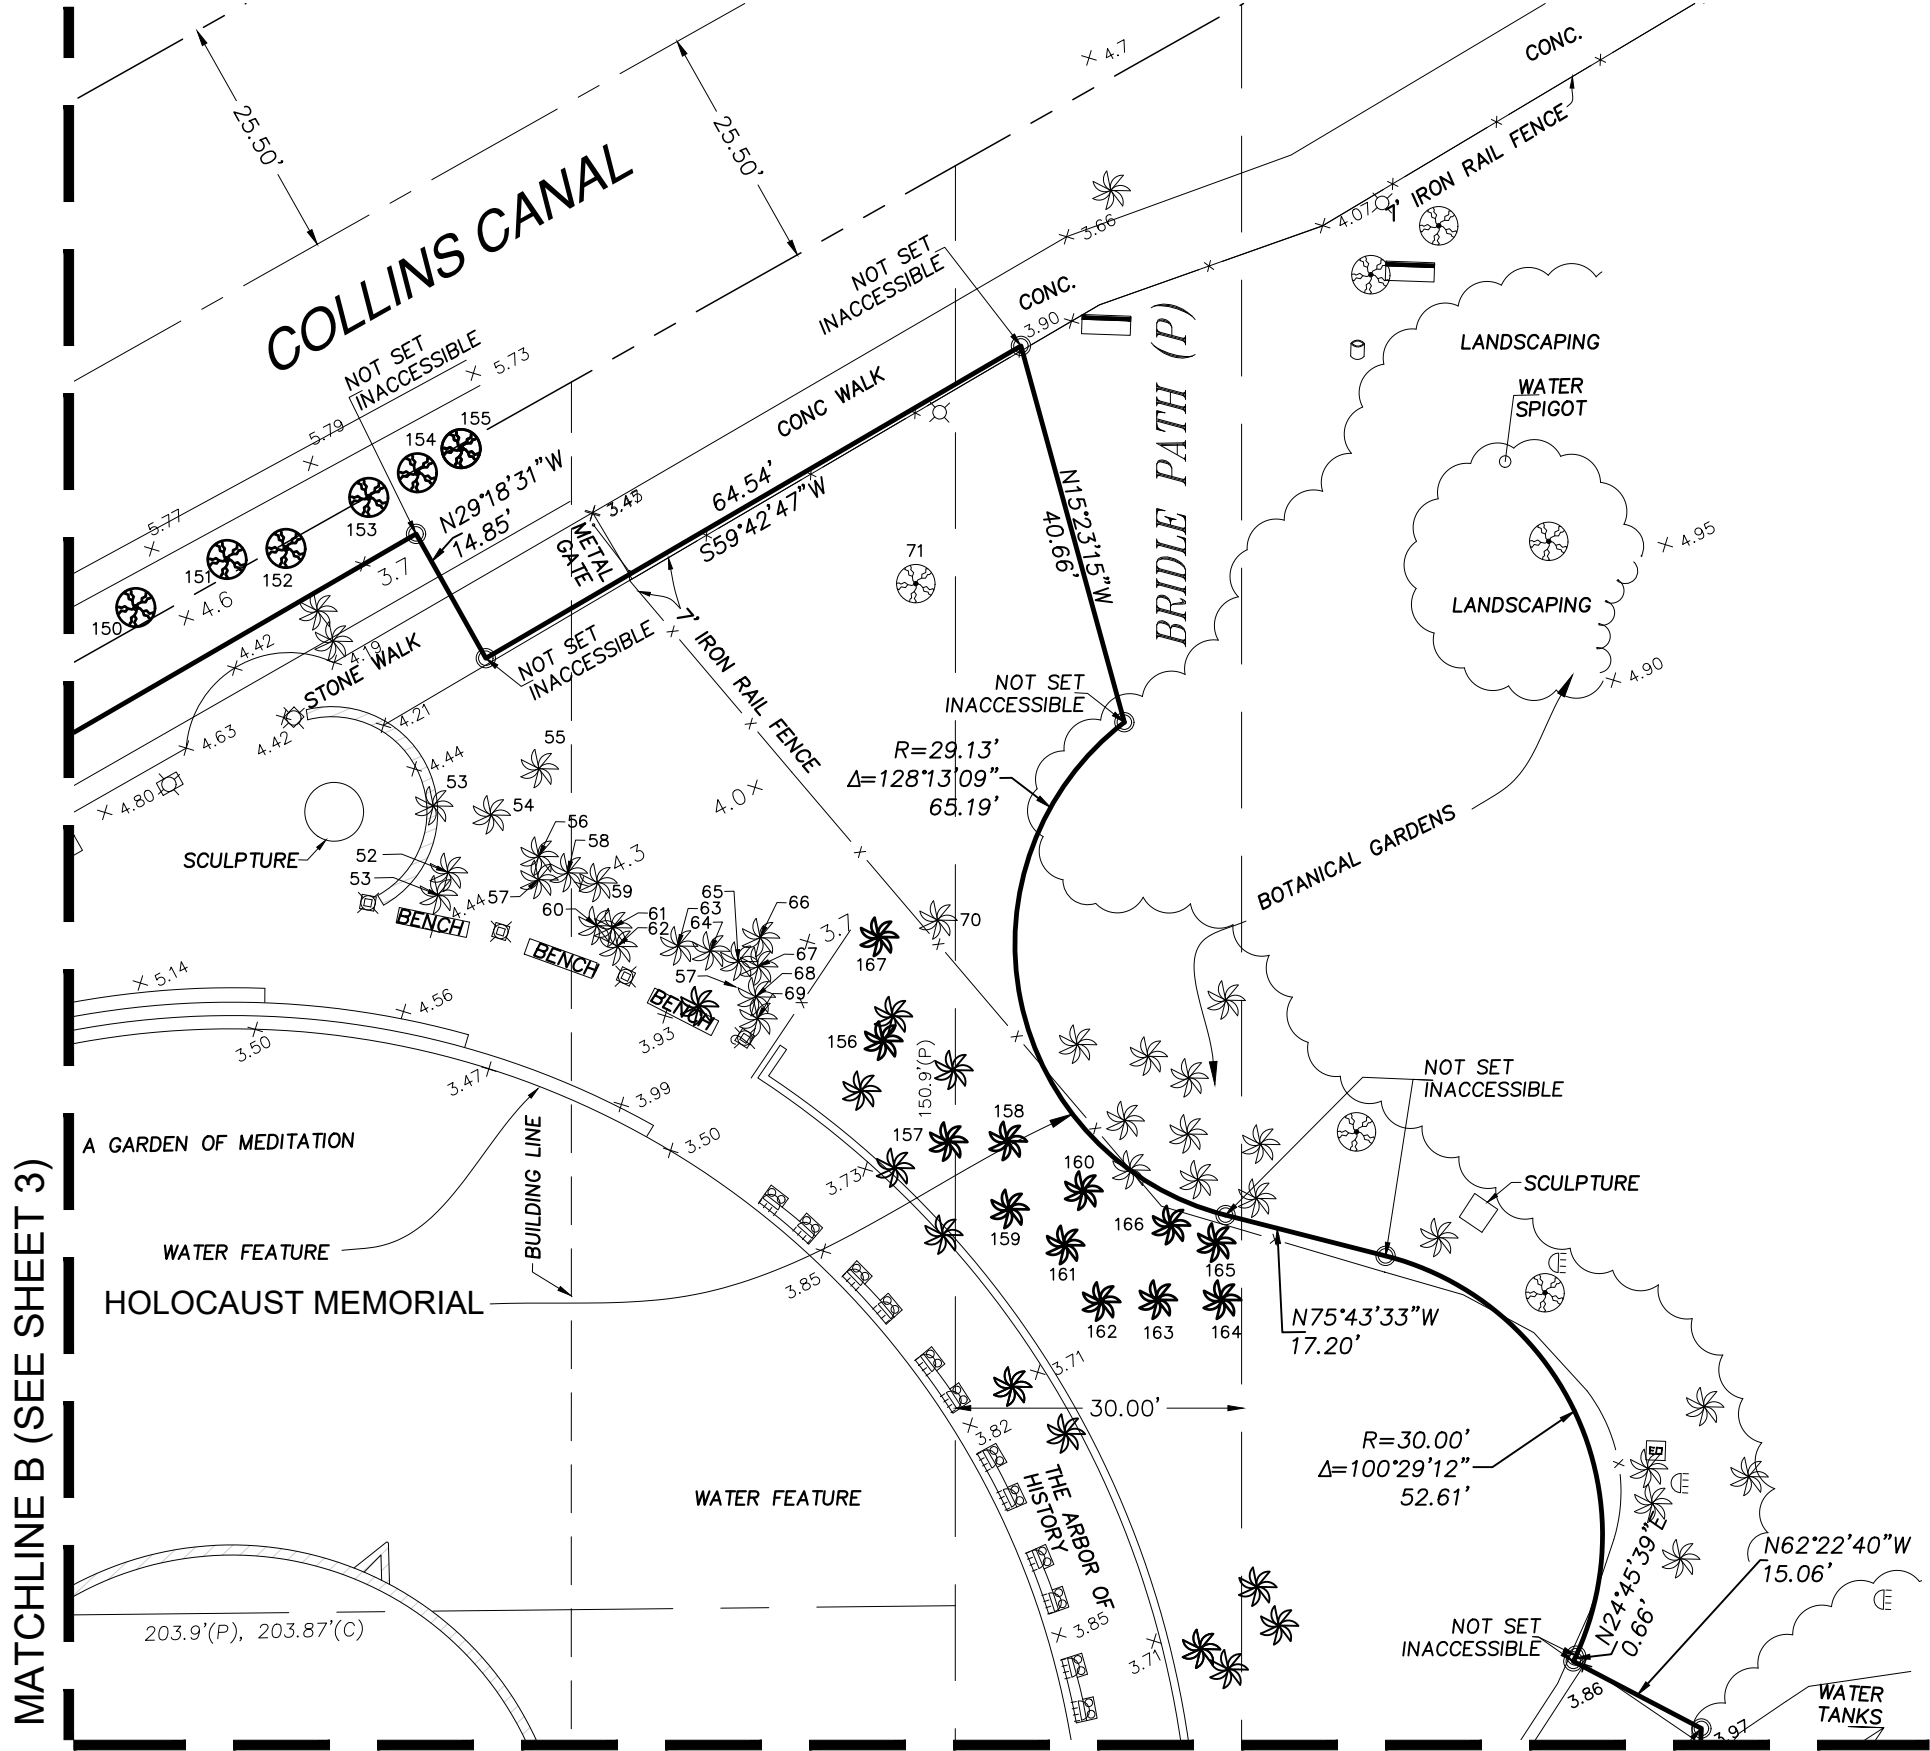 CONC.
4.7
25.50'
25.50'
7' IRON RAIL FENCE
COLLINS CANAL
3.66
4.07
NOT SET
INACCESSIBLE
CONC.
3.90
BRIDLE PATH (P)
LANDSCAPING
WATER
SPIGOT
NOT SET
INACCESSIBLE
5.73
CONC WALK
5.79
154
155
153
N29°18'31"W
14.85'
64.54'
S59°42'47"W
N15°23'15"W
40.66'
5.77
151
152
150
3.7
4.6
METAL
GATE
71
4.95
LANDSCAPING
4.90
4.42
4.19
STONE WALK
NOT SET
INACCESSIBLE
7' IRON RAIL FENCE
NOT SET
INACCESSIBLE
4.21
4.63
4.42
4.44
4.80
55
53
54
4.0
R=29.13'
Δ=128°13'09"
65.19'
BOTANICAL GARDENS
SCULPTURE
52
53
56
58
4.3
57
59
4.44
BENCH
60
61
62
65
63
64
66
3.7
67
68
57
69
70
167
BENCH
BENCH
5.14
4.56
3.50
3.93
156
150.9'(P)
3.47
3.99
3.50
NOT SET
INACCESSIBLE
A GARDEN OF MEDITATION
BUILDING LINE
157
158
3.73
160
159
166
161
165
SCULPTURE
WATER FEATURE
HOLOCAUST MEMORIAL
3.85
162
163
164
N75°43'33"W
17.20'
3.71
30.00'
3.82
R=30.00'
Δ=100°29'12"
52.61'
WATER FEATURE
THE ARBOR OF
HISTORY
N24°45'39"E
0.66'
N62°22'40"W
15.06'
203.9'(P), 203.87'(C)
3.85
3.71
NOT SET
INACCESSIBLE
3.86
3.97
WATER
TANKS
MATCHLINE B (SEE SHEET 3)